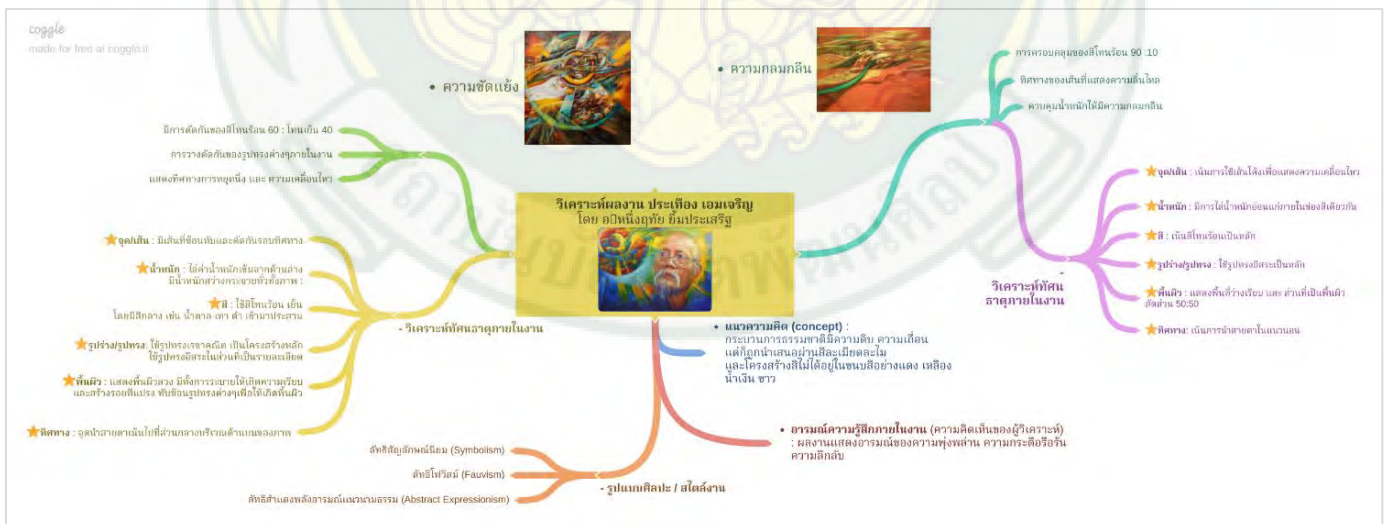 coggle
made for free at coggle.it
• ความขัดแย้ง
มีการตัดกันของสีโทนร้อน 60 : โทนเย็น 40
การวางตัดกันของรูปทรงต่างๆภายในงาน
แสดงทิศทางการหยุดนิ่ง และ ความเคลื่อนไหว
• ความกลมกลืน
การครอบคลุมของสีโทนร้อน 90 :10
ทิศทางของเส้นที่แสดงความลื่นไหล
ควบคุมน้ำหนักให้มีความกลมกลืน
วิเคราะห์ผลงาน ประเทือง เอมเจริญ
โดย อ หนึ่งฤทัย ยิ้มประเสริฐ
จุด/เส้น : มีเส้นที่ซ้อนทับและตัดกันรอบทิศทาง
น้ำหนัก : ไล่ค่าน้ำหนักเข้มจากด้านล่าง
มีน้ำหนักสว่างกระจายทั่วทั้งภาพ :
สี : ใช้สีโทนร้อน เย็น
โดยมีสีกลาง เช่น น้ำตาล เทา ดำ เข้ามาประสาน
รูปร่าง/รูปทรง: ใช้รูปทรงเรขาคณิต เป็นโครงสร้างหลัก
ใช้รูปทรงอิสระในส่วนที่เป็นรายละเอียด
พื้นผิว : แสดงพื้นผิวลวง มีทั้งการระบายให้เกิดความเรียบ
และสร้างรอยทีแปรง ทับซ้อนรูปทรงต่างๆเพื่อให้เกิดพื้นผิว
ทิศทาง : จุดนำสายตาเน้นไปที่ส่วนกลางบริเวณด้านบนของภาพ
- วิเคราะห์ทัศนธาตุภายในงาน
วิเคราะห์ทัศน
ธาตุภายในงาน
จุด/เส้น : เน้นการใช้เส้นโค้งเพื่อแสดงความเคลื่อนไหว
น้ำหนัก : มีการไล่น้ำหนักอ่อนแก่ภายในช่องสีเดียวกัน
สี : เน้นสีโทนร้อนเป็นหลัก
รูปร่าง/รูปทรง : ใช้รูปทรงอิสระเป็นหลัก
พื้นผิว : แสดงพื้นที่ว่างเรียบ และ ส่วนที่เป็นพื้นผิว
สัดส่วน 50:50
ทิศทาง: เน้นการนำสายตาในแนวนอน
• แนวความคิด (concept) :
กระบวนการธรรมชาติมีความดิบ ความเถื่อน
แต่ก็ถูกนำเสนอผ่านสีละเมียดละไม
และโครงสร้างสีไม่ได้อยู่ในขนบสีอย่างแดง เหลือง
น้ำเงิน ขาว
• อารมณ์ความรู้สึกภายในงาน (ความคิดเห็นของผู้วิเคราะห์)
: ผลงานแสดงอารมณ์ของความพุ่งพล่าน ความกระตือรือร้น
ความลึกลับ
ลัทธิสัญลักษณ์นิยม (Symbolism)
ลัทธิโฟวิสม์ (Fauvism)
ลัทธิสำแดงพลังอารมณ์แนวนามธรรม (Abstract Expressionism)
- รูปแบบศิลปะ / สไตล์งาน